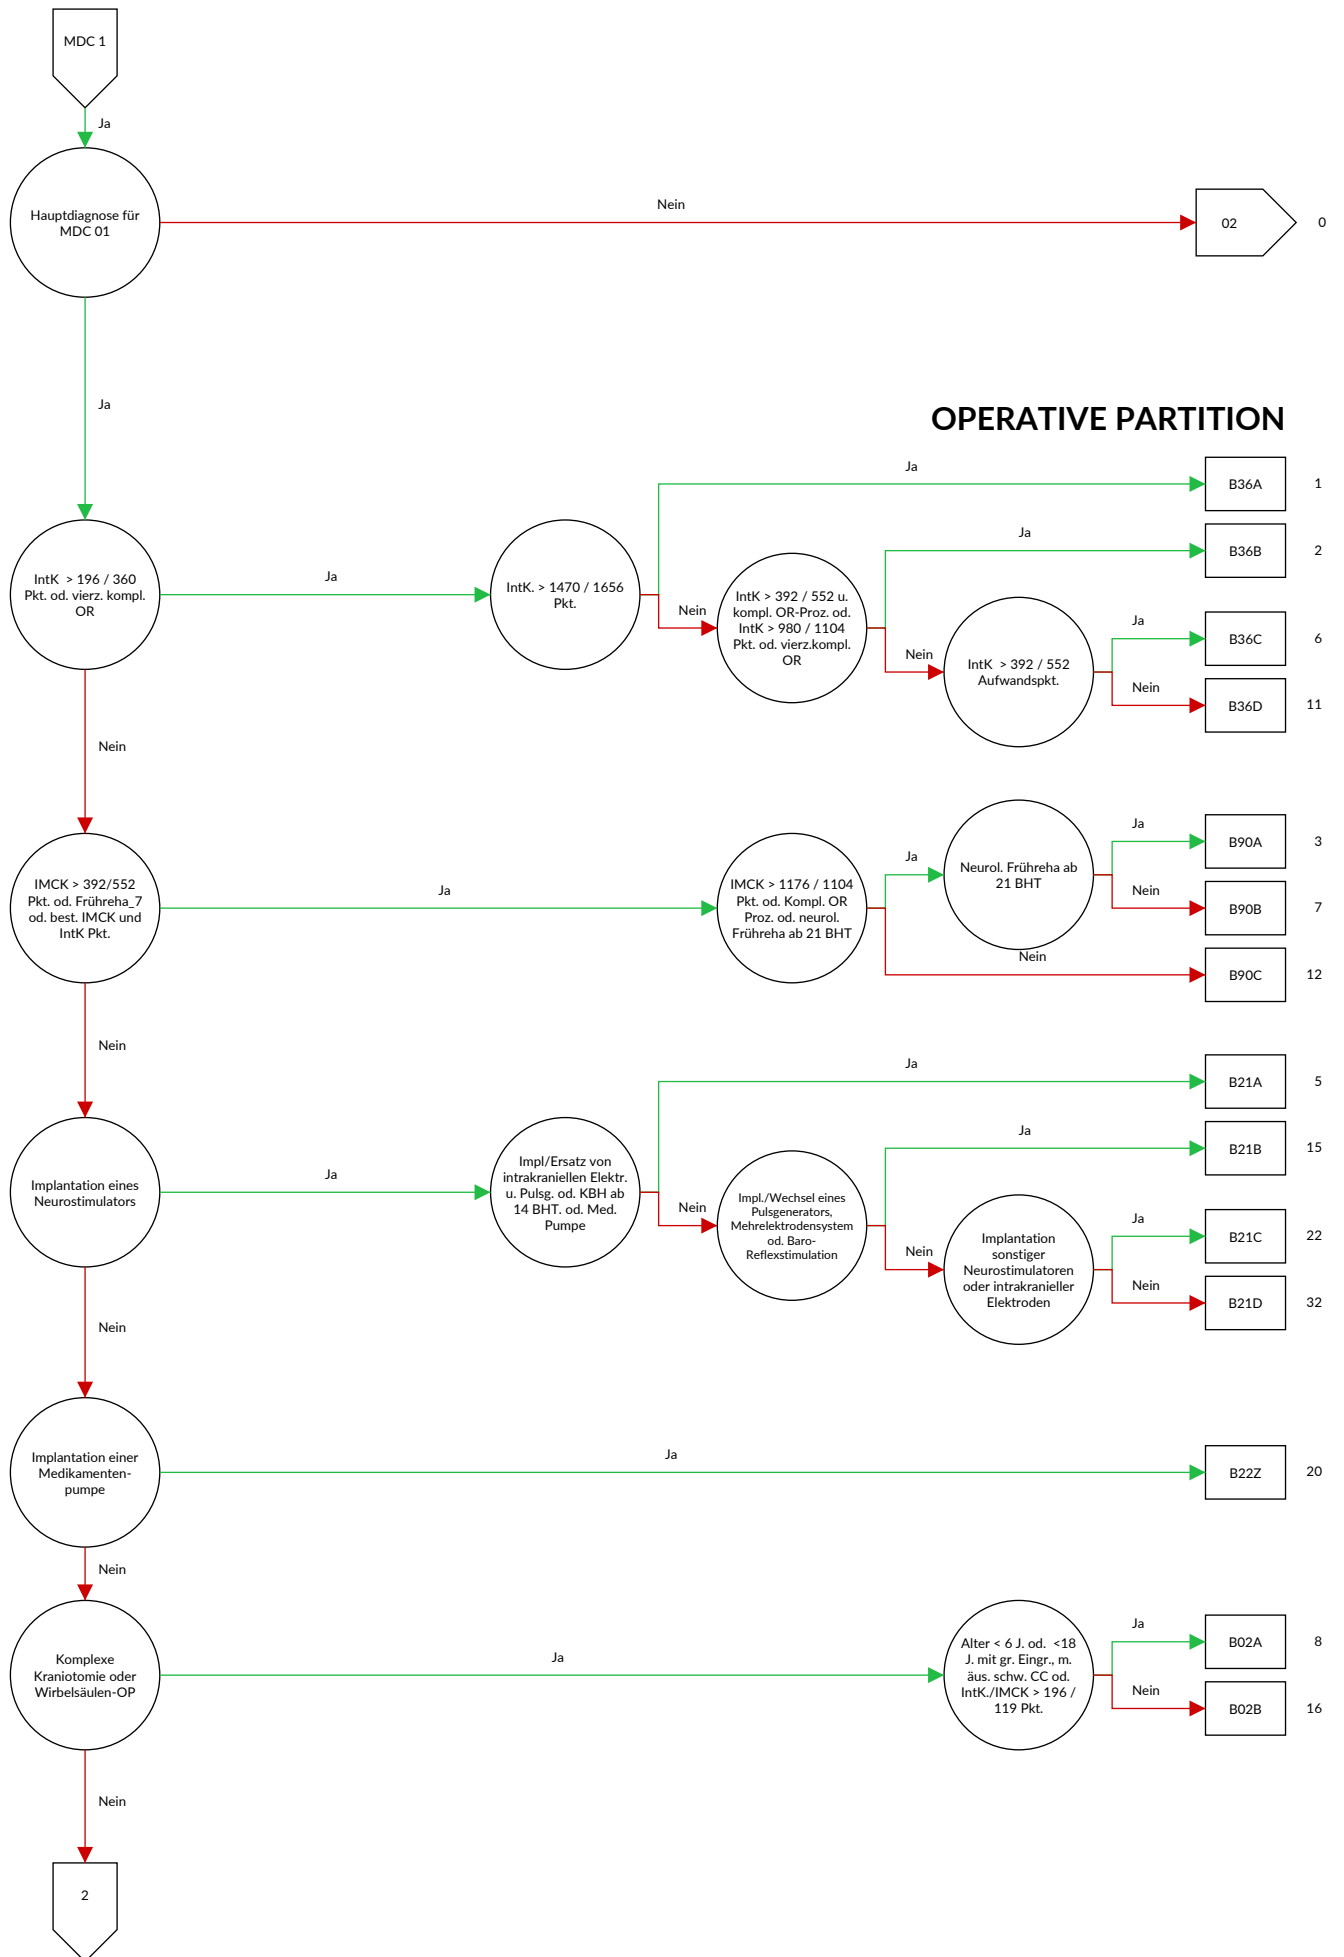 MDC 1
Ja
Hauptdiagnose für
MDC 01
Nein
02
0
Ja
OPERATIVE PARTITION
IntK > 196 / 360
Pkt. od. vierz. kompl.
OR
Ja
IntK. > 1470 / 1656
Pkt.
Ja
B36A
1
Nein
IntK > 392 / 552 u.
kompl. OR-Proz. od.
IntK > 980 / 1104
Pkt. od. vierz.kompl.
OR
Ja
B36B
2
Nein
IntK > 392 / 552
Aufwandspkt.
Ja
B36C
6
Nein
B36D
11
Nein
IMCK > 392/552
Pkt. od. Frühreha_7
od. best. IMCK und
IntK Pkt.
Ja
IMCK > 1176 / 1104
Pkt. od. Kompl. OR
Proz. od. neurol.
Frühreha ab 21 BHT
Ja
Neurol. Frühreha ab
21 BHT
Ja
B90A
3
Nein
B90B
7
Nein
B90C
12
Nein
Implantation eines
Neurostimulators
Ja
Impl/Ersatz von
intrakraniellen Elektr.
u. Pulsg. od. KBH ab
14 BHT. od. Med.
Pumpe
Ja
B21A
5
Nein
Impl./Wechsel eines
Pulsgenerators,
Mehrelektrodensystem
od. Baro-
Reflexstimulation
Ja
B21B
15
Nein
Implantation
sonstiger
Neurostimulatoren
oder intrakranieller
Elektroden
Ja
B21C
22
Nein
B21D
32
Nein
Implantation einer
Medikamenten-
pumpe
Ja
B22Z
20
Nein
Komplexe
Kraniotomie oder
Wirbelsäulen-OP
Ja
Alter < 6 J. od. <18
J. mit gr. Eingr., m.
äus. schw. CC od.
IntK./IMCK > 196 /
119 Pkt.
Ja
B02A
8
Nein
B02B
16
Nein
2